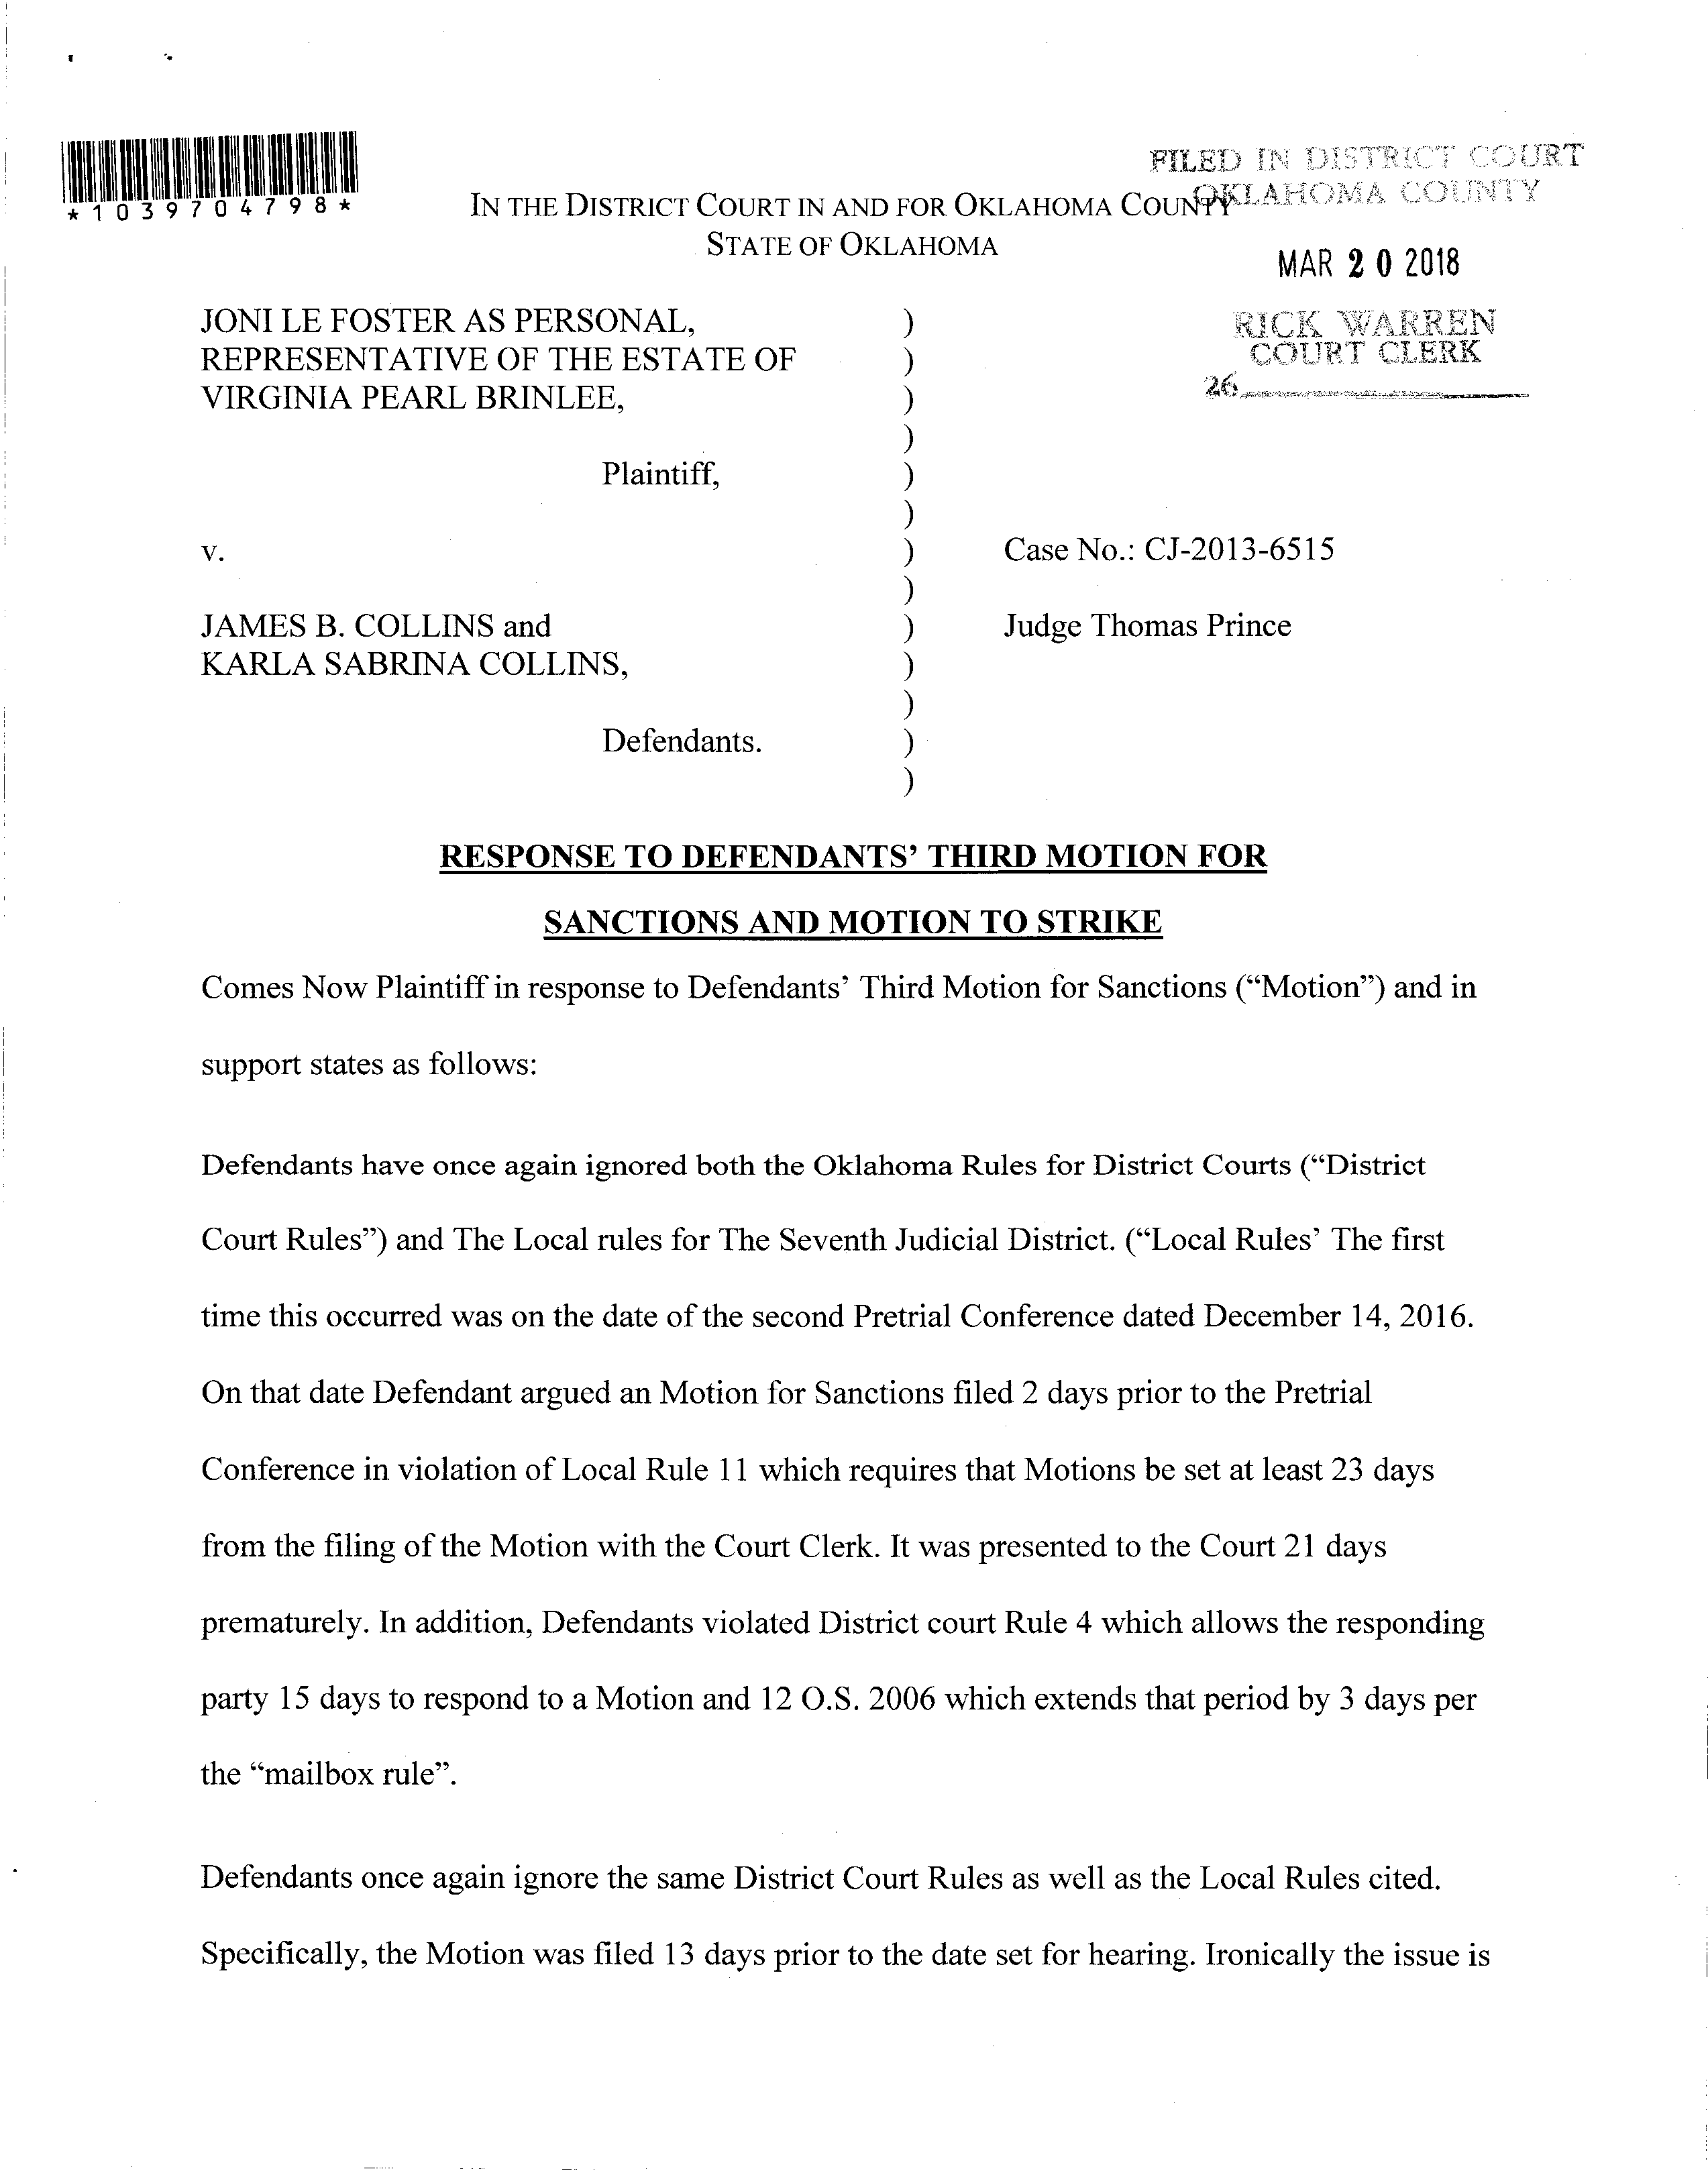 FILED IN DISTRICT COURT
OKLAHOMA COUNTY
*1039704798*
IN THE DISTRICT COURT IN AND FOR OKLAHOMA COUNTY
STATE OF OKLAHOMA
MAR 20 2018
RICK WARREN
COURT CLERK
26
JONI LE FOSTER AS PERSONAL, )
REPRESENTATIVE OF THE ESTATE OF )
VIRGINIA PEARL BRINLEE, )
)
Plaintiff, )
)
v. ) Case No.: CJ-2013-6515
)
JAMES B. COLLINS and ) Judge Thomas Prince
KARLA SABRINA COLLINS, )
)
Defendants. )
)
RESPONSE TO DEFENDANTS’ THIRD MOTION FOR
SANCTIONS AND MOTION TO STRIKE
Comes Now Plaintiff in response to Defendants’ Third Motion for Sanctions (“Motion”) and in
support states as follows:
Defendants have once again ignored both the Oklahoma Rules for District Courts (“District
Court Rules”) and The Local rules for The Seventh Judicial District. (“Local Rules’ The first
time this occurred was on the date of the second Pretrial Conference dated December 14, 2016.
On that date Defendant argued an Motion for Sanctions filed 2 days prior to the Pretrial
Conference in violation of Local Rule 11 which requires that Motions be set at least 23 days
from the filing of the Motion with the Court Clerk. It was presented to the Court 21 days
prematurely. In addition, Defendants violated District court Rule 4 which allows the responding
party 15 days to respond to a Motion and 12 O.S. 2006 which extends that period by 3 days per
the “mailbox rule”.
Defendants once again ignore the same District Court Rules as well as the Local Rules cited.
Specifically, the Motion was filed 13 days prior to the date set for hearing. Ironically the issue is